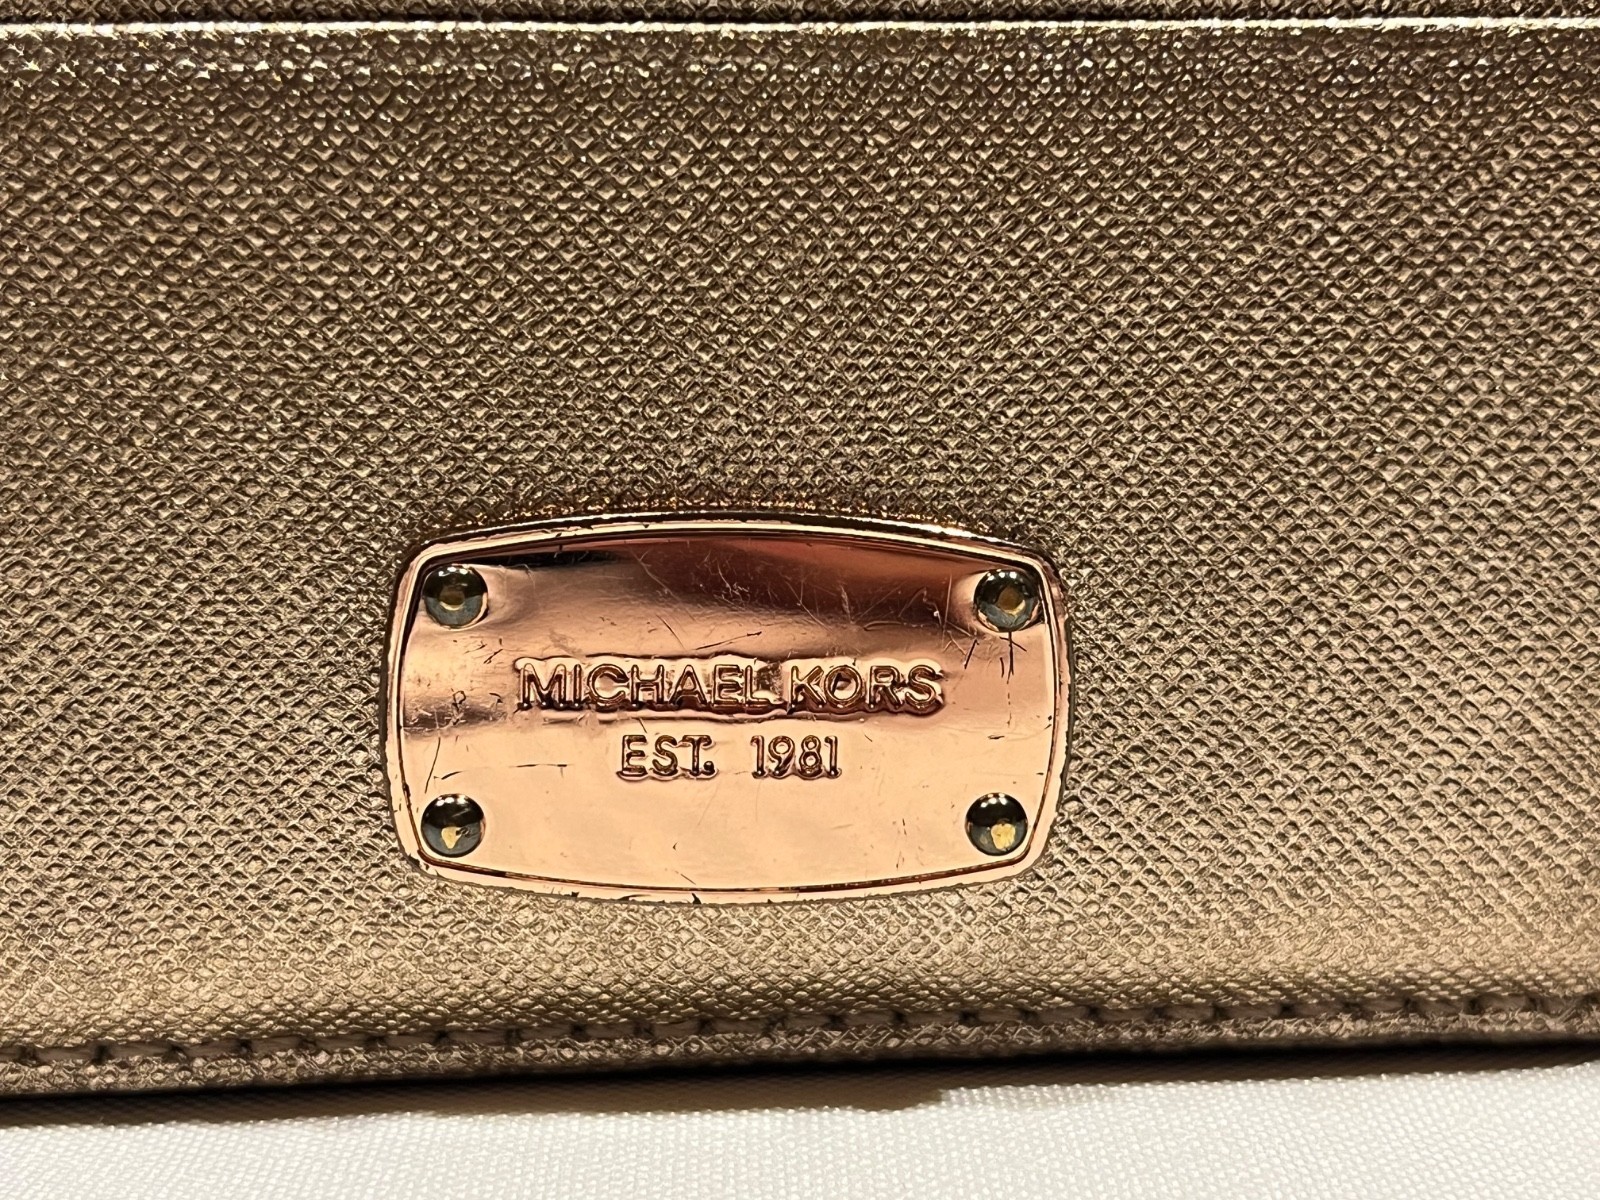 MICHAEL KORS
EST. 1981